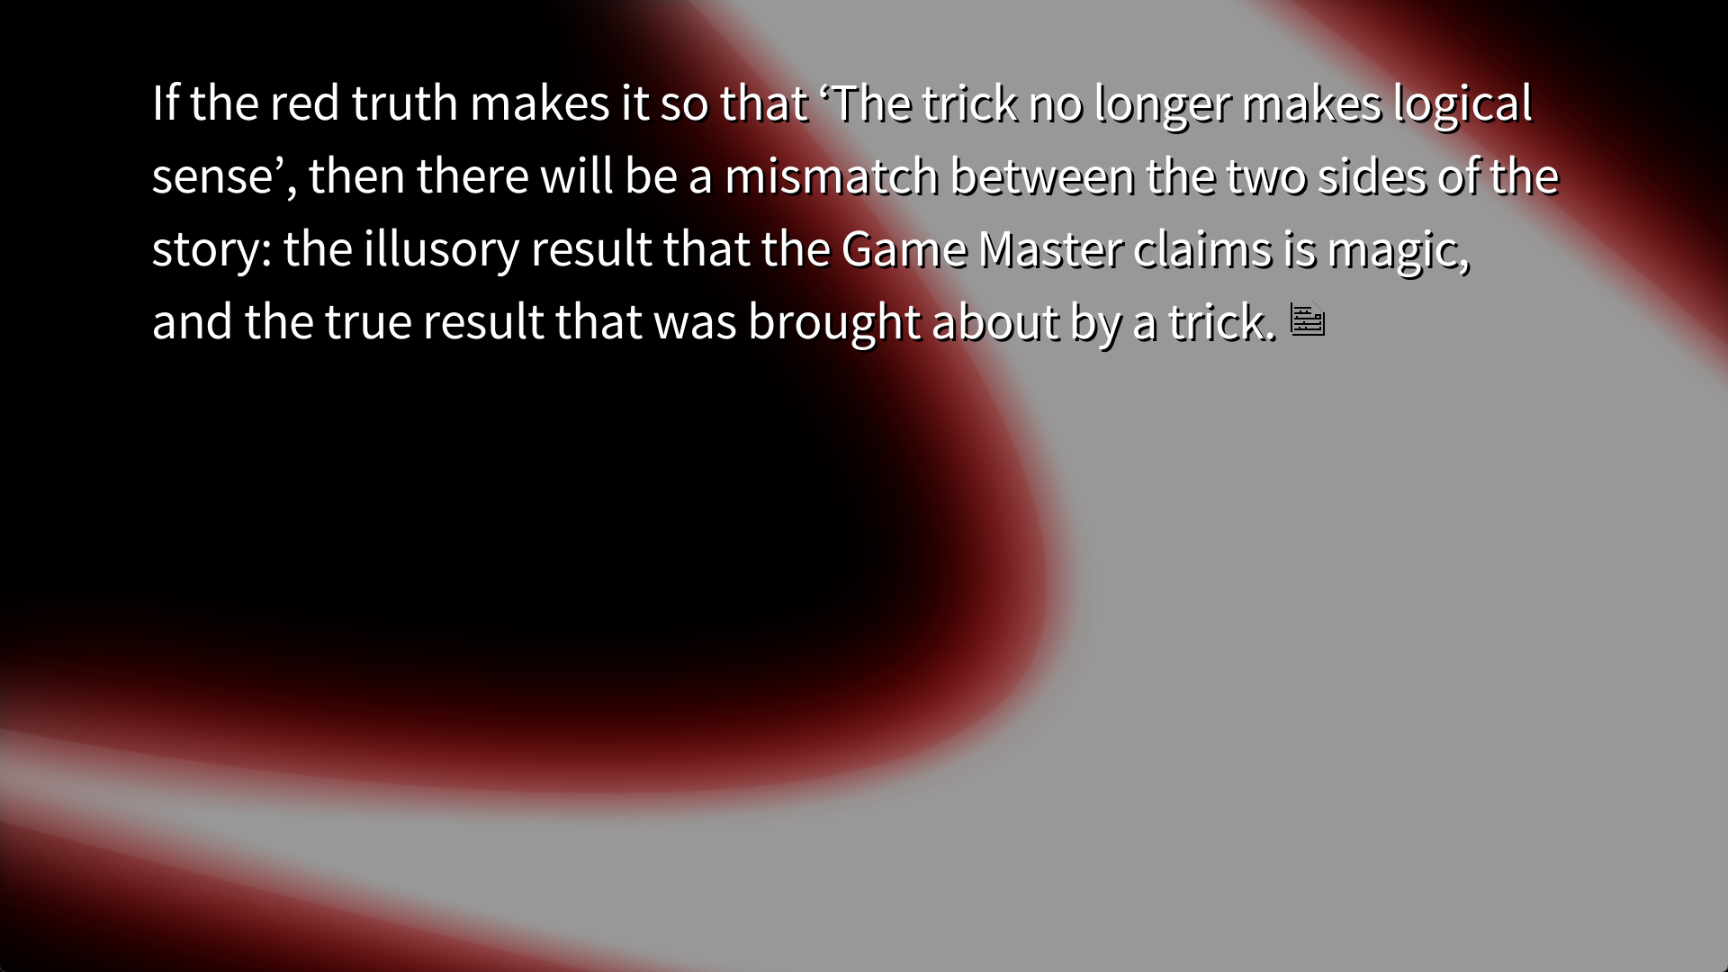 If the red truth makes it so that ‘The trick no longer makes logical
sense’, then there will be a mismatch between the two sides of the
story: the illusory result that the Game Master claims is magic,
and the true result that was brought about by a trick.